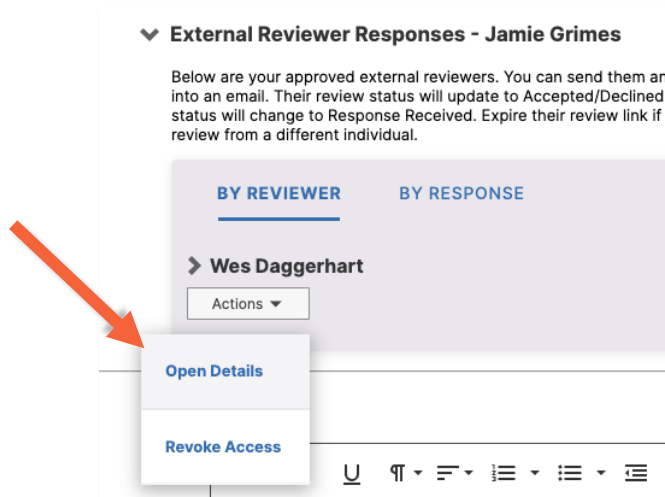 External Reviewer Responses - Jamie Grimes
Below are your approved external reviewers. You can send them an
into an email. Their review status will update to Accepted/Declined
status will change to Response Received. Expire their review link if
review from a different individual.
BY REVIEWER BY RESPONSE
Wes Daggerhart
Actions
Open Details
Revoke Access